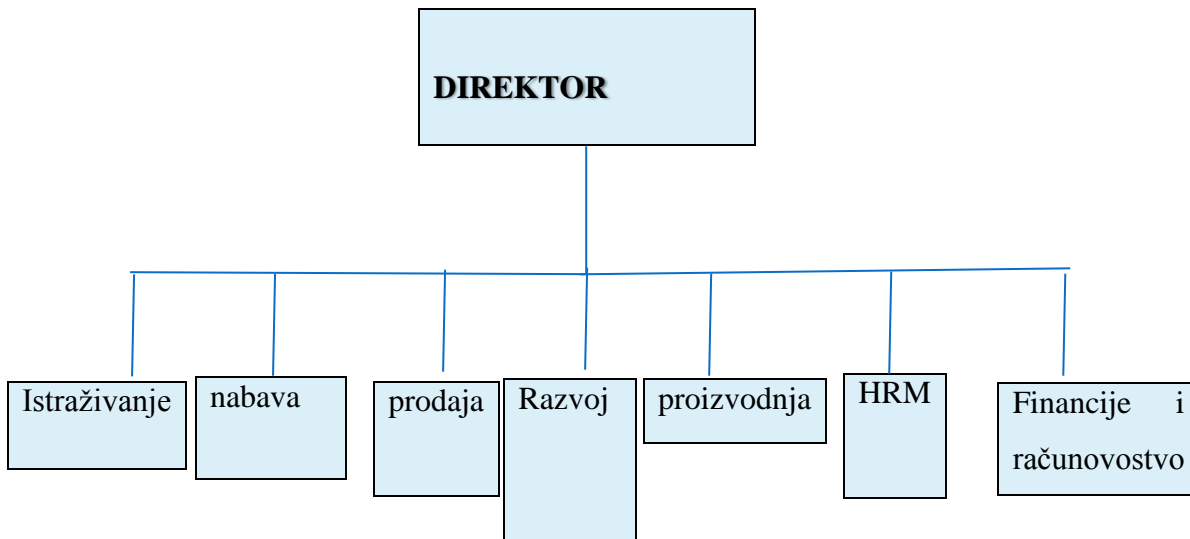 DIREKTOR
Istraživanje
nabava
prodaja
Razvoj
proizvodnja
HRM
Financije i
računovostvo